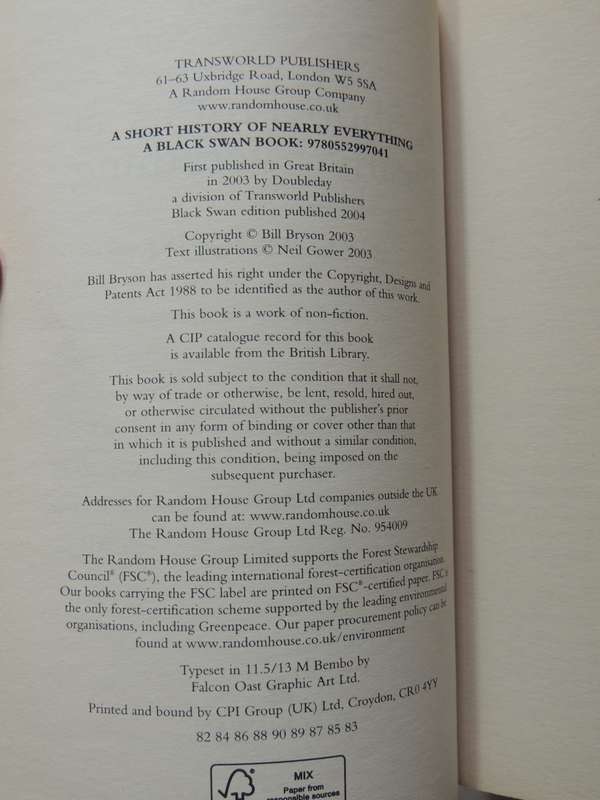 TRANSWORLD PUBLISHERS
61–63 Uxbridge Road, London W5 5SA
A Random House Group Company
www.randomhouse.co.uk
A SHORT HISTORY OF NEARLY EVERYTHING
A BLACK SWAN BOOK: 9780552997041
First published in Great Britain
in 2003 by Doubleday
a division of Transworld Publishers
Black Swan edition published 2004
Copyright © Bill Bryson 2003
Text illustrations © Neil Gower 2003
Bill Bryson has asserted his right under the Copyright, Designs and
Patents Act 1988 to be identified as the author of this work.
This book is a work of non-fiction.
A CIP catalogue record for this book
is available from the British Library.
This book is sold subject to the condition that it shall not,
by way of trade or otherwise, be lent, resold, hired out,
or otherwise circulated without the publisher's prior
consent in any form of binding or cover other than that
in which it is published and without a similar condition,
including this condition, being imposed on the
subsequent purchaser.
Addresses for Random House Group Ltd companies outside the UK
can be found at: www.randomhouse.co.uk
The Random House Group Ltd Reg. No. 954009
The Random House Group Limited supports the Forest Stewardship
Council® (FSC®), the leading international forest-certification organisation.
Our books carrying the FSC label are printed on FSC®-certified paper. FSC is
the only forest-certification scheme supported by the leading environmental
organisations, including Greenpeace. Our paper procurement policy can be
found at www.randomhouse.co.uk/environment
Typeset in 11.5/13 M Bembo by
Falcon Oast Graphic Art Ltd.
Printed and bound by CPI Group (UK) Ltd, Croydon, CR0 4YY
82 84 86 88 90 89 87 85 83
MIX
Paper from
responsible sources